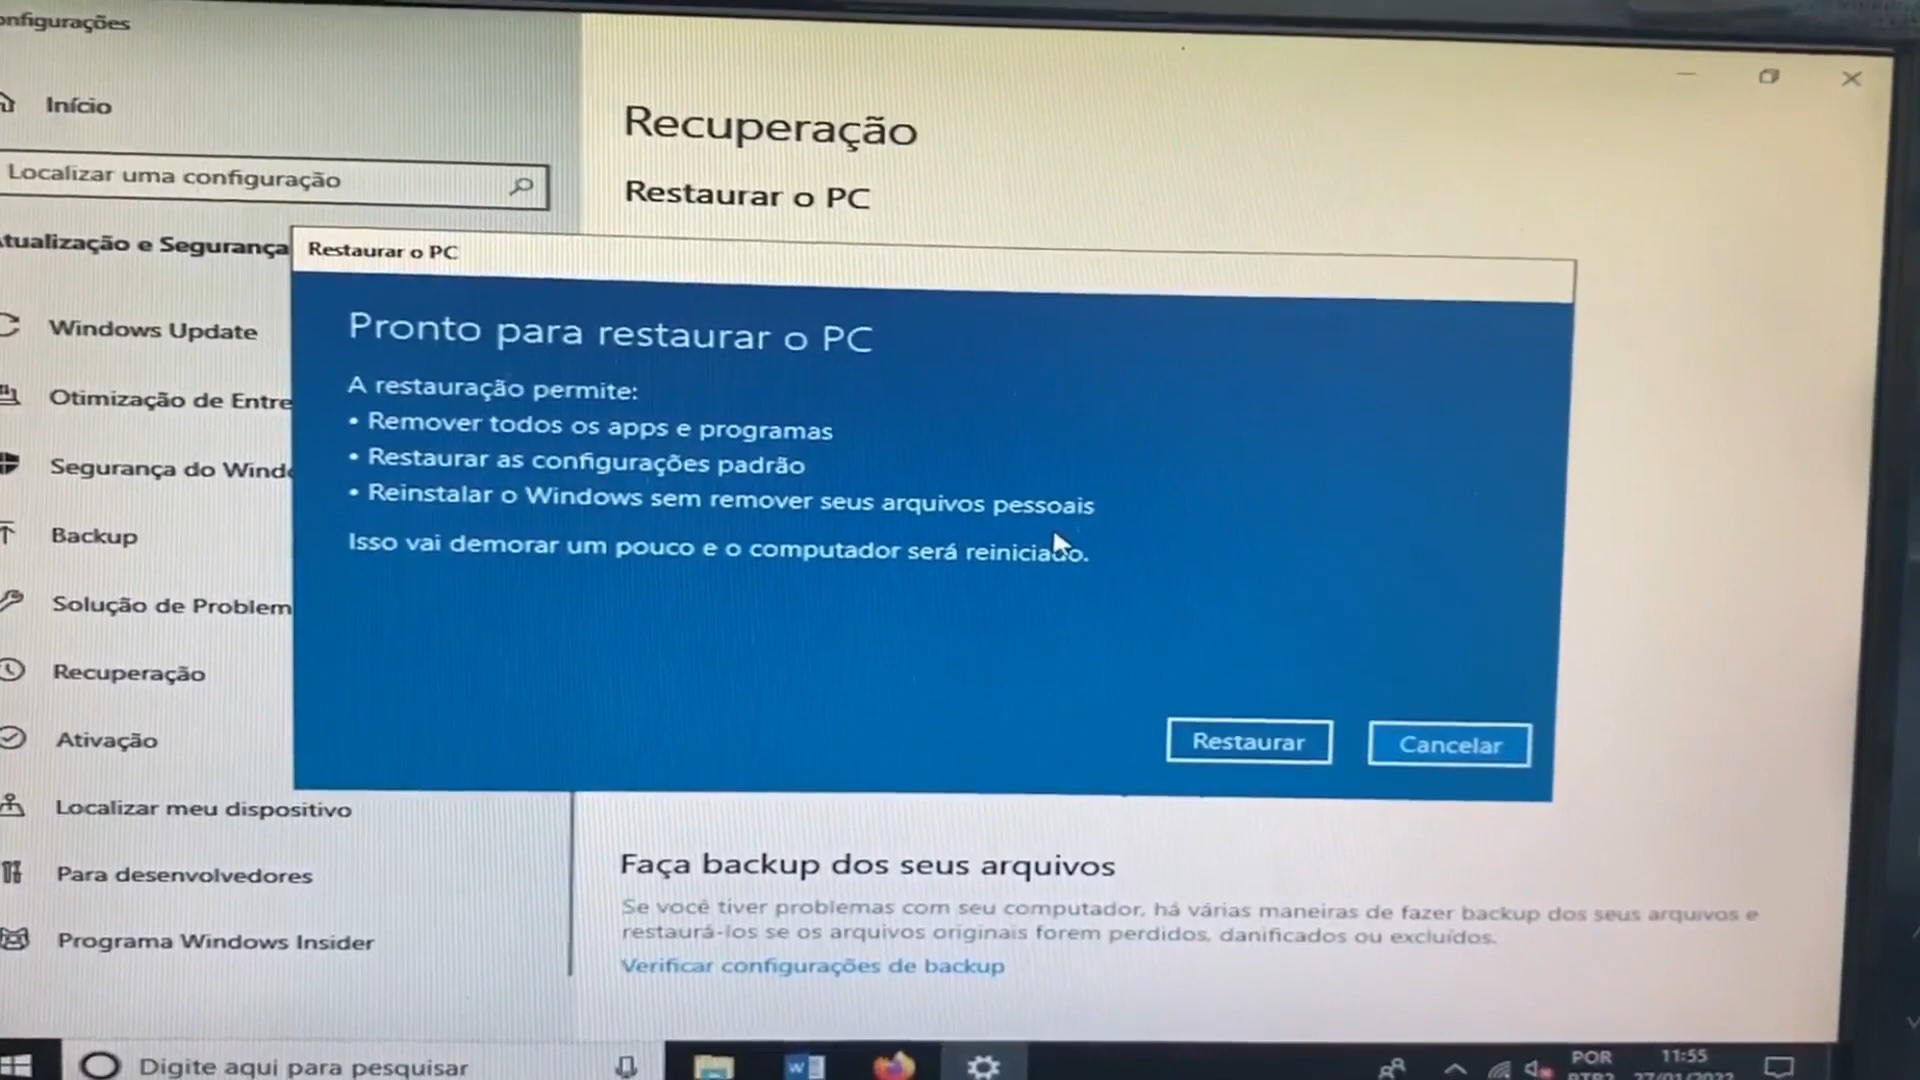 Início
Localizar uma configuração
Windows Update
Otimização de Entre
Segurança do Wind
Backup
Solução de Problem
Recuperação
Ativação
Localizar meu dispositivo
Para desenvolvedores
Programa Windows Insider
Recuperação
Restaurar o PC
Restaurar o PC
Pronto para restaurar o PC
A restauração permite:
• Remover todos os apps e programas
• Restaurar as configurações padrão
• Reinstalar o Windows sem remover seus arquivos pessoais
Isso vai demorar um pouco e o computador será reiniciado.
Restaurar
Cancelar
Faça backup dos seus arquivos
Se você tiver problemas com seu computador, há várias maneiras de fazer backup dos seus arquivos e
restaurá-los se os arquivos originais forem perdidos, danificados ou excluídos.
Verificar configurações de backup
Digite aqui para pesquisar
POR
11:55